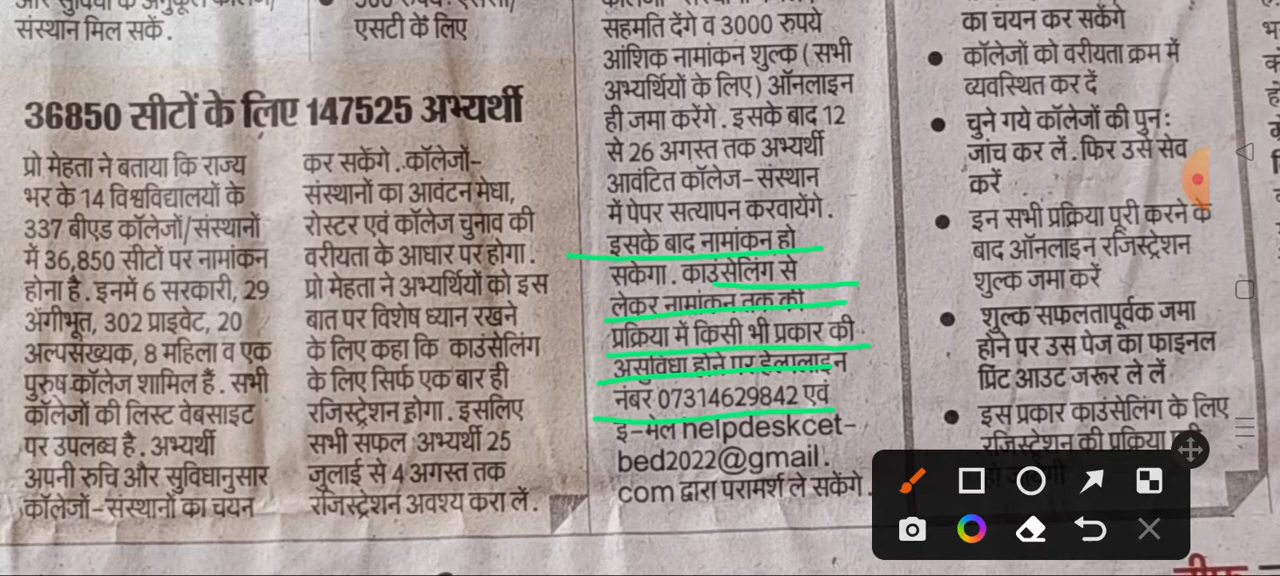 संस्थान मिल सकें.
एसटी के लिए
36850 सीटों के लिए 147525 अभ्यर्थी
प्रो मेहता ने बताया कि राज्य
भर के 14 विश्वविद्यालयों के
337 बीएड कॉलेजों/संस्थानों
में 36,850 सीटों पर नामांकन
होना है. इनमें 6 सरकारी, 29
अंगीभूत, 302 प्राइवेट, 20
अल्पसंख्यक, 8 महिला व एक
पुरुष कॉलेज शामिल हैं. सभी
कॉलेजों की लिस्ट वेबसाइट
पर उपलब्ध है. अभ्यर्थी
अपनी रुचि और सुविधानुसार
कॉलेजों-संस्थानों का चयन
कर सकेंगे.कॉलेजों-
संस्थानों का आवंटन मेधा,
रोस्टर एवं कॉलेज चुनाव की
वरीयता के आधार पर होगा.
प्रो मेहता ने अभ्यर्थियों को इस
बात पर विशेष ध्यान रखने
के लिए कहा कि काउंसेलिंग
के लिए सिर्फ एक बार ही
रजिस्ट्रेशन होगा. इसलिए
सभी सफल अभ्यर्थी 25
जुलाई से 4 अगस्त तक
रजिस्ट्रेशन अवश्य करा लें.
सहमति देंगे व 3000 रुपये
आंशिक नामांकन शुल्क (सभी
अभ्यर्थियों के लिए) ऑनलाइन
ही जमा करेंगे. इसके बाद 12
से 26 अगस्त तक अभ्यर्थी
आवंटित कॉलेज-संस्थान
में पेपर सत्यापन करवायेंगे.
इसके बाद नामांकन हो
सकेगा. काउंसेलिंग से
लेकर नामांकन तक की
प्रक्रिया में किसी भी प्रकार की
असुविधा होने पर हेल्पलाइन
नंबर 07314629842 एवं
इ-मेल helpdeskcet-
bed2022@gmail.
com द्वारा परामर्श ले सकेंगे.
का चयन कर सकेंगे
● कॉलेजों को वरीयता क्रम में
व्यवस्थित कर दें
● चुने गये कॉलेजों की पुनः
जांच कर लें. फिर उसे सेव
करें
● इन सभी प्रक्रिया पूरी करने के
बाद ऑनलाइन रजिस्ट्रेशन
शुल्क जमा करें
● शुल्क सफलतापूर्वक जमा
होने पर उस पेज का फाइनल
प्रिंट आउट जरूर ले लें
● इस प्रकार काउंसेलिंग के लिए
रजिस्ट्रेशन की प्रक्रिया